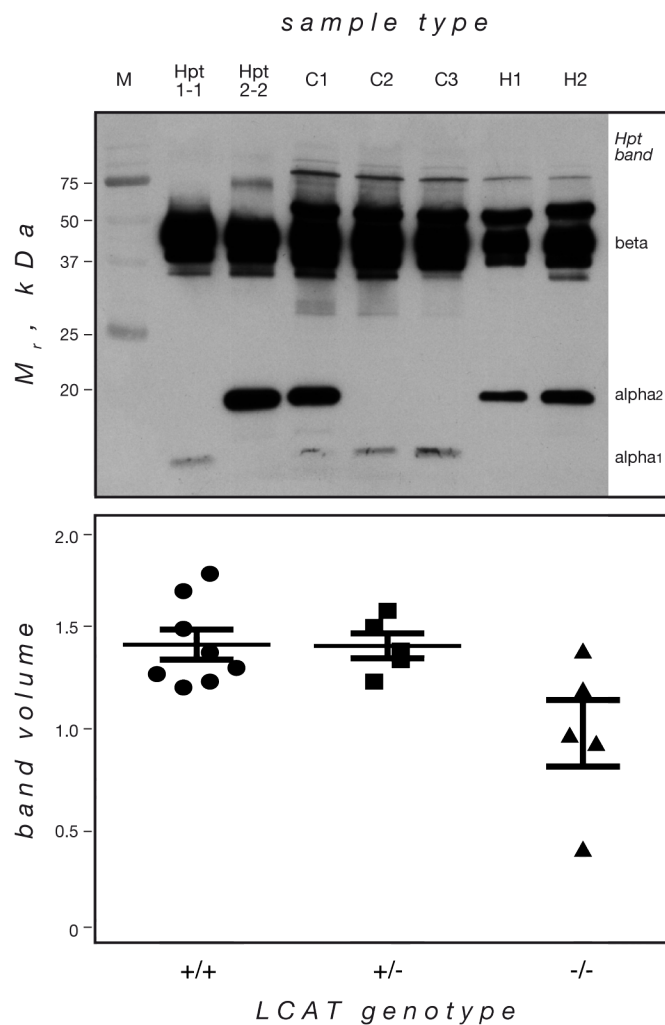 sample type
M Hpt 1-1 Hpt 2-2 C1 C2 C3 H1 H2
Hpt band
75
50
beta
37
25
20
alpha2
alpha1
Mr, kDa
2.0
1.5
1.0
0.5
0
band volume
+/+ +/- -/-
LCAT genotype